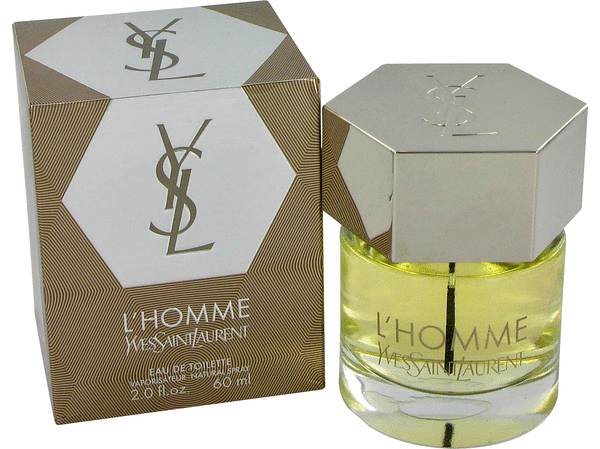 YSL
YSL
L'HOMME
YVESSAINTLAURENT
EAU DE TOILETTE
VAPORISATEUR-NATURAL SPRAY
2.0 fl.oz. 60 ml
YSL
L'HOMME
YVESSAINTLAURENT